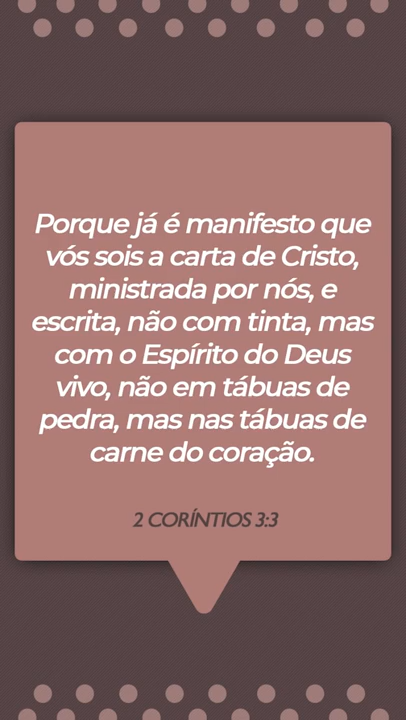 Porque já é manifesto que
vós sois a carta de Cristo,
ministrada por nós, e
escrita, não com tinta, mas
com o Espírito do Deus
vivo, não em tábuas de
pedra, mas nas tábuas de
carne do coração.
2 CORÍNTIOS 3:3